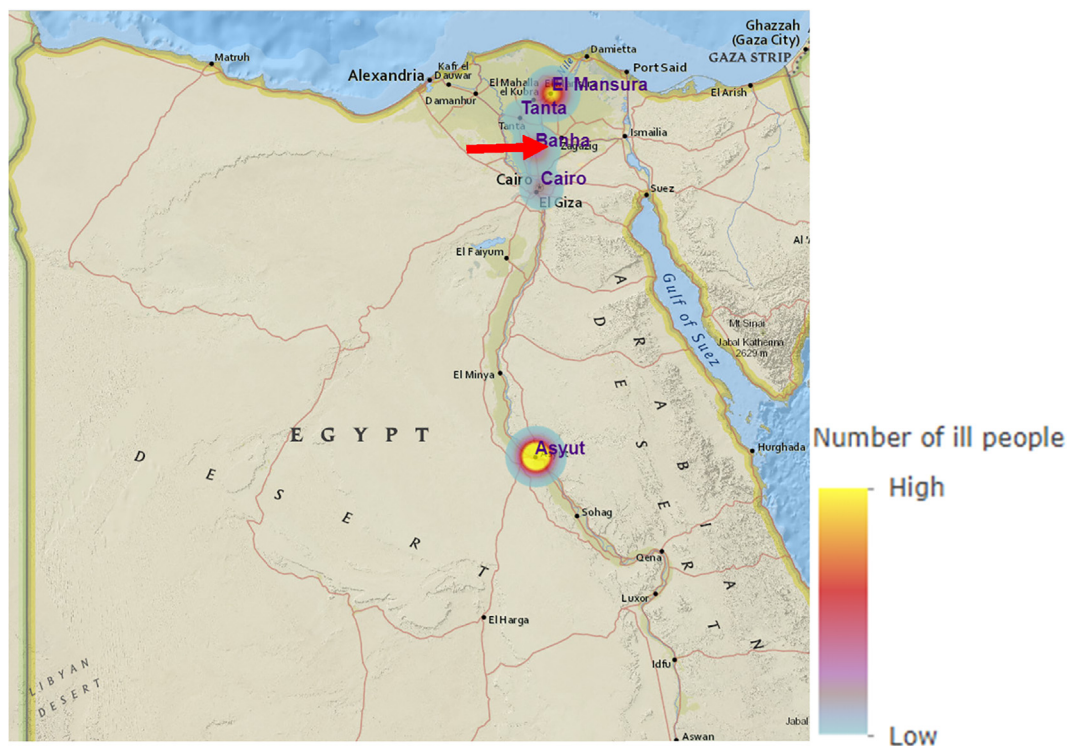 Ghazzah
(Gaza City)
GAZA STRIP
Matruh
Alexandria
Kafr el
Dauwar
Damanhur
El Mahalla
el Kubra
Damietta
Port Said
El Arish
El Mansura
Tanta
Tanta
Banha
Zagazig
Ismailia
Cairo
Cairo
El Giza
Suez
El Faiyum
Gulf of Suez
Mt Sinai
Jabal Katherina
2629 m
El Minya
EGYPT
Asyut
Hurghada
DESERT
ARABIAN
DESERT
Sohag
Qena
Luxor
El Harga
Idfu
LIBYAN
DESERT
Jabal
Aswan
Number of ill people
High
Low